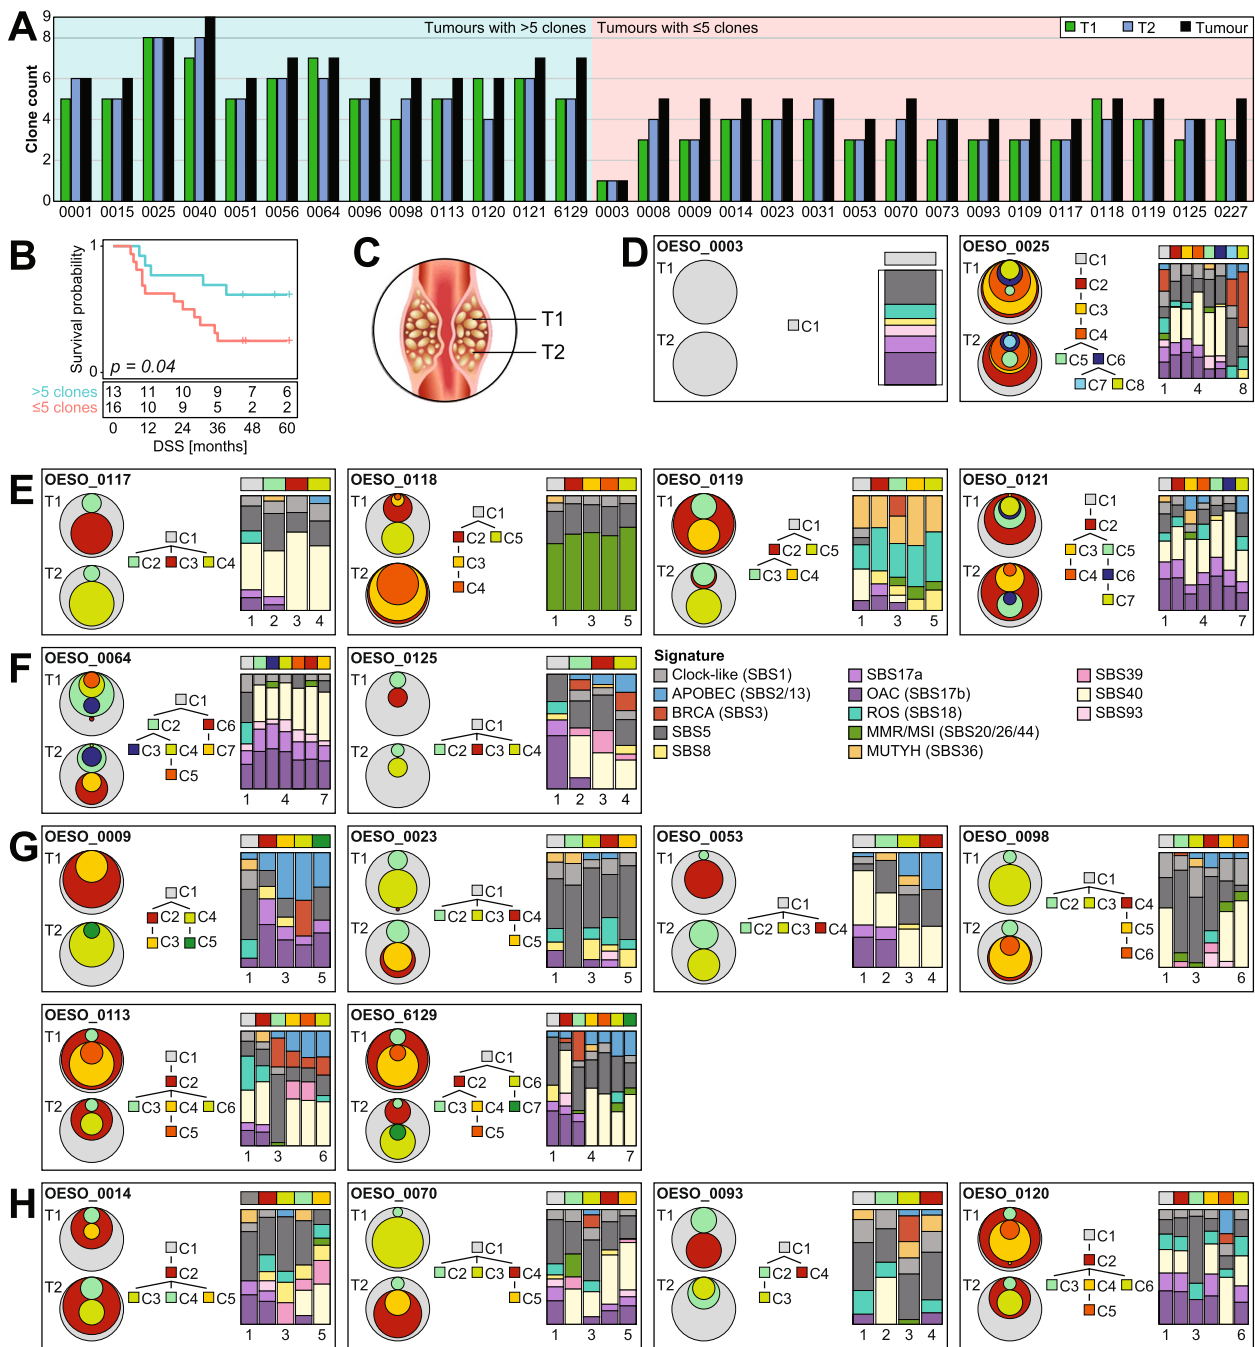 A
Clone count
9
8
6
4
2
0
Tumours with >5 clones
Tumours with ≤5 clones
T1 T2 Tumour
0001 0015 0025 0040 0051 0056 0064 0096 0098 0113 0120 0121 6129 0003 0008 0009 0014 0023 0031 0053 0070 0073 0093 0109 0117 0118 0119 0125 0227
B
Survival probability
1
0
p = 0.04
>5 clones 13 11 10 9 7 6
≤5 clones 16 10 9 5 2 2
0 12 24 36 48 60
DSS [months]
C
T1
T2
D
OESO_0003
T1
T2
C1
OESO_0025
T1
T2
C1
C2
C3
C4
C5 C6
C7 C8
1 4 8
E
OESO_0117
T1
T2
C1
C2 C3 C4
1 2 3 4
OESO_0118
T1
T2
C1
C2 C5
C3
C4
1 3 5
OESO_0119
T1
T2
C1
C2 C5
C3 C4
1 3 5
OESO_0121
T1
T2
C1
C2
C3 C5
C4 C6
C7
1 4 7
F
OESO_0064
T1
T2
C1
C2 C6
C3 C4 C7
C5
1 4 7
OESO_0125
T1
T2
C1
C2 C3 C4
1 2 3 4
Signature
Clock-like (SBS1)
APOBEC (SBS2/13)
BRCA (SBS3)
SBS5
SBS8
SBS17a
OAC (SBS17b)
ROS (SBS18)
MMR/MSI (SBS20/26/44)
MUTYH (SBS36)
SBS39
SBS40
SBS93
G
OESO_0009
T1
T2
C1
C2 C4
C3 C5
1 3 5
OESO_0023
T1
T2
C1
C2 C3 C4
C5
1 3 5
OESO_0053
T1
T2
C1
C2 C3 C4
1 2 3 4
OESO_0098
T1
T2
C1
C2 C3 C4
C5
C6
1 3 6
OESO_0113
T1
T2
C1
C2
C3 C4 C6
C5
1 3 6
OESO_6129
T1
T2
C1
C2 C6
C3 C4 C7
C5
1 4 7
H
OESO_0014
T1
T2
C1
C2
C3 C4 C5
1 3 5
OESO_0070
T1
T2
C1
C2 C3 C4
C5
1 3 5
OESO_0093
T1
T2
C1
C2 C4
C3
1 2 3 4
OESO_0120
T1
T2
C1
C2
C3 C4 C6
C5
1 3 6